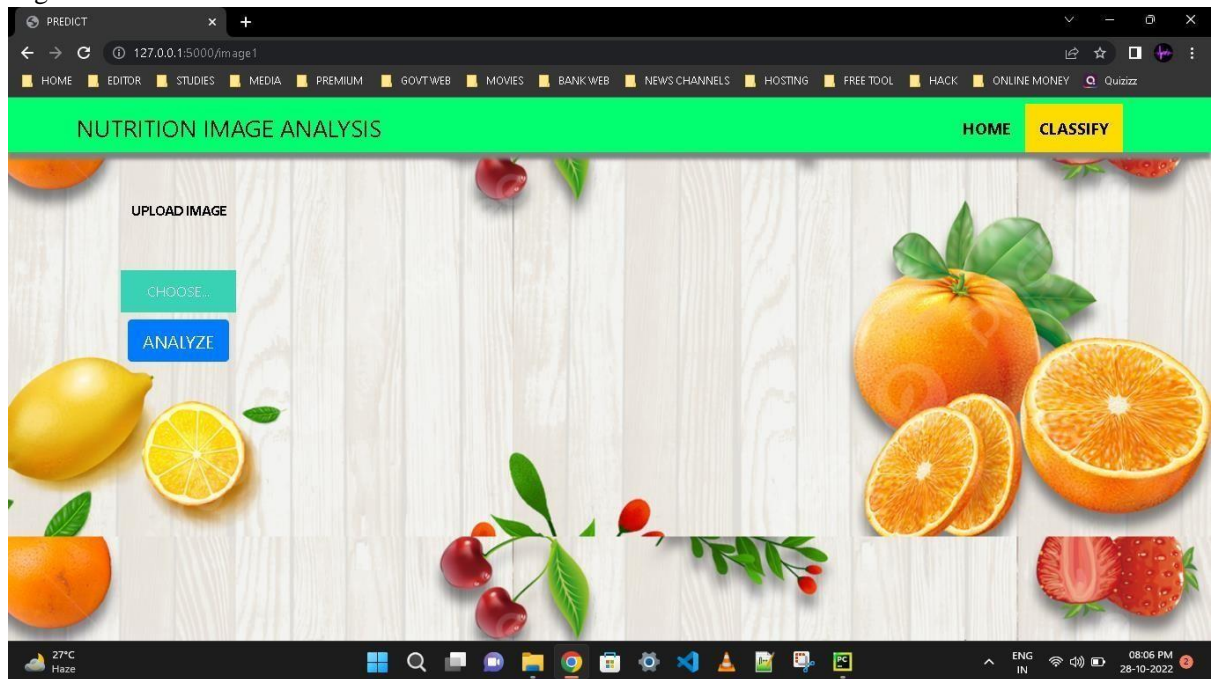 PREDICT
127.0.0.1:5000/image1
HOME EDITOR STUDIES MEDIA PREMIUM GOVT WEB MOVIES BANK WEB NEWS CHANNELS HOSTING FREE TOOL HACK ONLINE MONEY Quizizz
NUTRITION IMAGE ANALYSIS HOME CLASSIFY
UPLOAD IMAGE
CHOOSE...
ANALYZE
27°C
Haze
ENG
IN
08:06 PM
28-10-2022
2